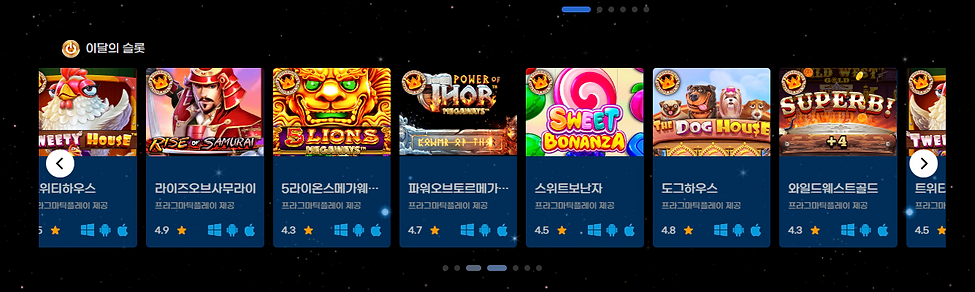 이달의 슬롯
TWEETY HOUSE
RISE OF SAMURAI
5 LIONS
MEGAWAYS™
POWER OF
THOR
MEGAWAYS
SWEET
BONANZA
THE DOG HOUSE
WILD WEST
GOLD
SUPERB!
+4
TWEE
위티하우스
라이즈오브사무라이
5라이온스메가웨...
파워오브토르메가...
스위트보난자
도그하우스
와일드웨스트골드
트위티
프라그마틱플레이 제공
프라그마틱플레이 제공
프라그마틱플레이 제공
프라그마틱플레이 제공
프라그마틱플레이 제공
프라그마틱플레이 제공
프라그마틱플레이 제공
프라그마
.5
4.9
4.3
4.7
4.5
4.8
4.3
4.5